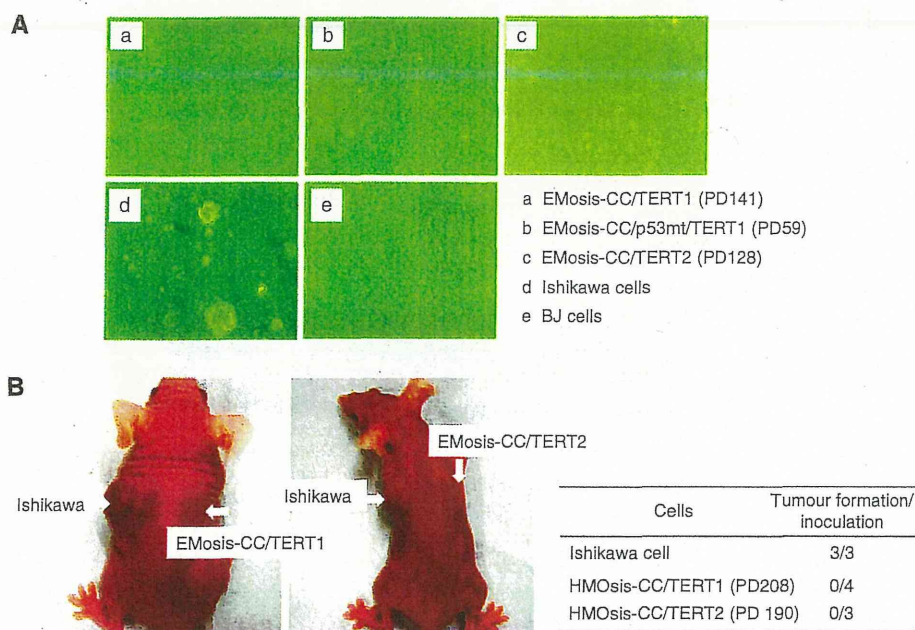 A
a
b
c
d
e
a EMosis-CC/TERT1 (PD141)
b EMosis-CC/p53mt/TERT1 (PD59)
c EMosis-CC/TERT2 (PD128)
d Ishikawa cells
e BJ cells
B
Ishikawa
EMosis-CC/TERT1
EMosis-CC/TERT2
Ishikawa
Cells Tumour formation/
inoculation
Ishikawa cell 3/3
HMOsis-CC/TERT1 (PD208) 0/4
HMOsis-CC/TERT2 (PD 190) 0/3